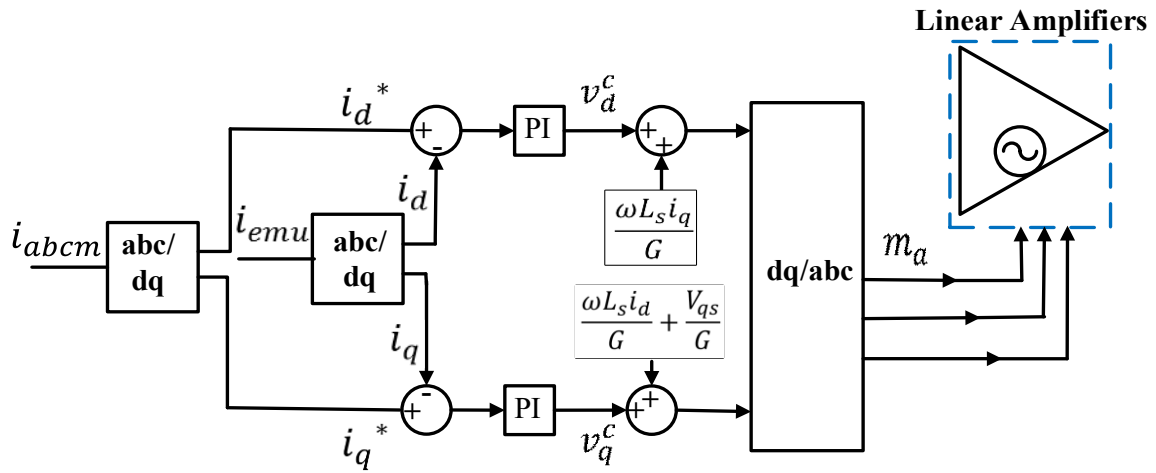 Linear Amplifiers
i_d*
+
-
PI
v_d^c
+
+
i_d
ωL_s i_q
G
i_abcm
abc/
dq
i_emu
abc/
dq
dq/abc
m_a
ωL_s i_d
G
+
V_qs
G
i_q
-
+
PI
+
+
i_q*
v_q^c